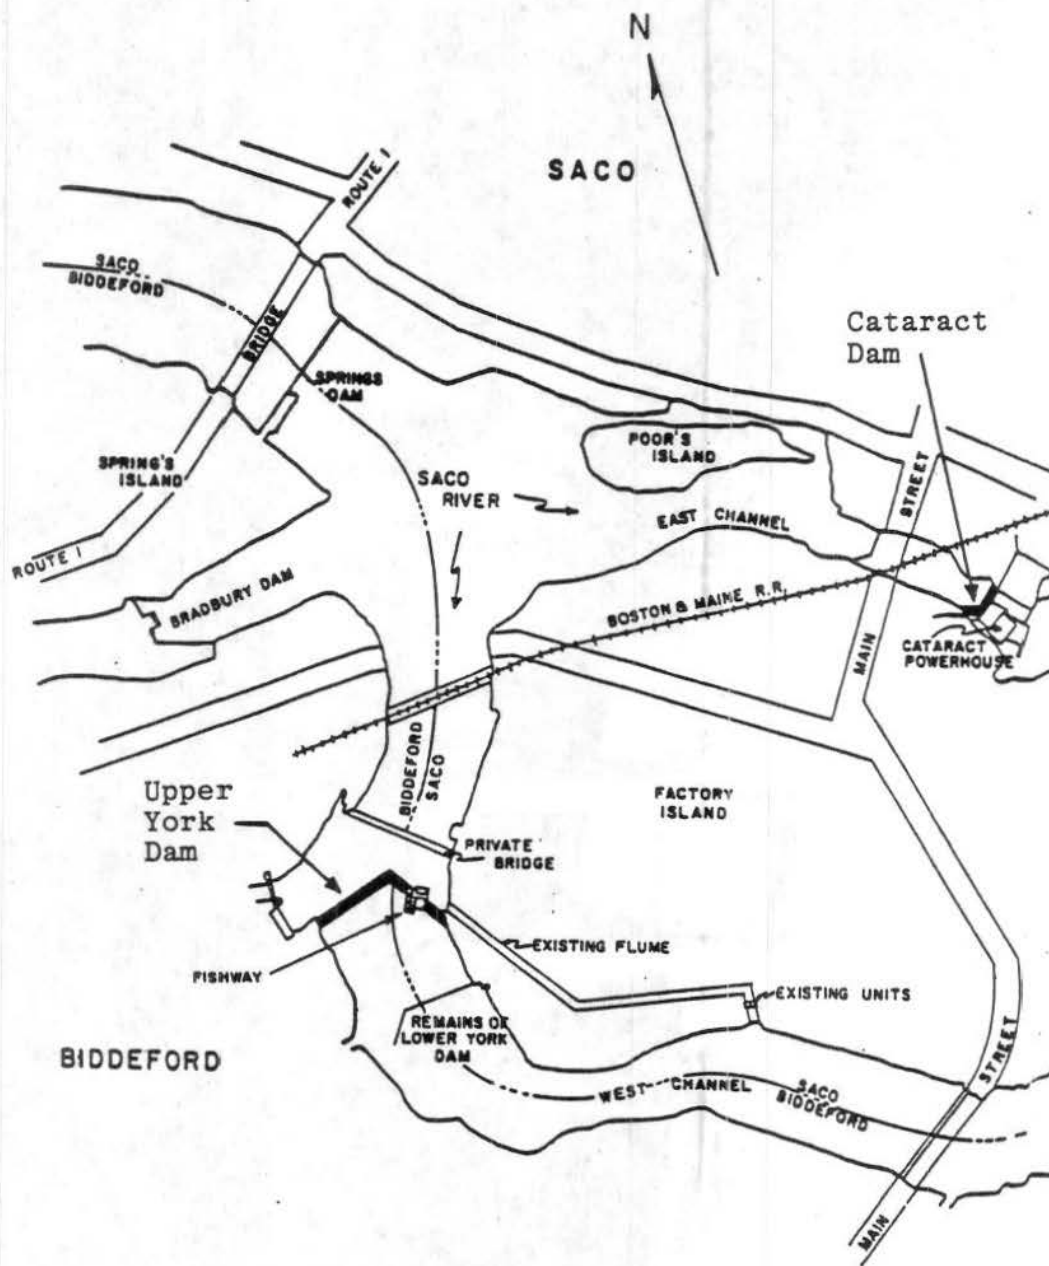 N
SACO
ROUTE 1
SACO
BIDDEFORD
BRIDGE
Cataract
Dam
SPRINGS
DAM
SPRING'S
ISLAND
POOR'S
ISLAND
SACO
RIVER
STREET
EAST CHANNEL
ROUTE 1
BRADBURY DAM
BOSTON & MAINE R.R.
MAIN
CATARACT
POWERHOUSE
BIDDEFORD
SACO
Upper
York
Dam
FACTORY
ISLAND
PRIVATE
BRIDGE
EXISTING FLUME
FISHWAY
EXISTING UNITS
REMAINS OF
LOWER YORK
DAM
BIDDEFORD
STREET
WEST CHANNEL
SACO
BIDDEFORD
MAIN